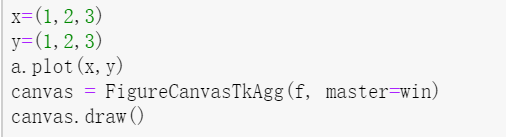 x=(1,2,3)
y=(1,2,3)
a.plot(x,y)
canvas = FigureCanvasTkAgg(f, master=win)
canvas.draw()